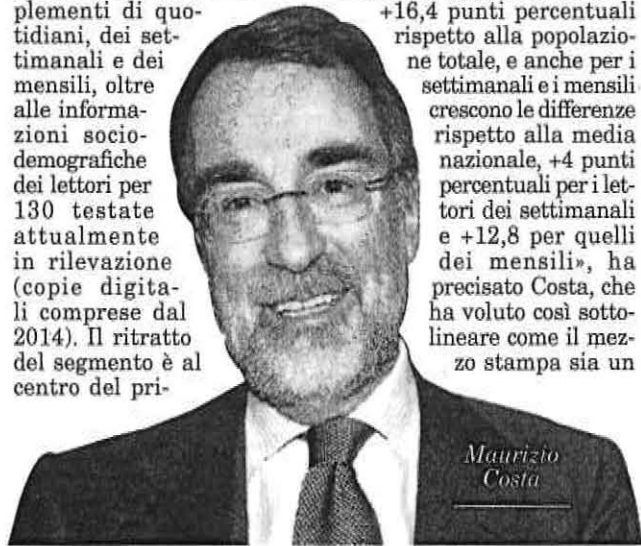 plementi di quo-
tidiani, dei set-
timanali e dei
mensili, oltre
alle informa-
zioni socio-
demografiche
dei lettori per
130 testate
attualmente
in rilevazione
(copie digita-
li comprese dal
2014). Il ritratto
del segmento è al
centro del pri-
+16,4 punti percentuali
rispetto alla popolazio-
ne totale, e anche per i
settimanali e i mensili
crescono le differenze
rispetto alla media
nazionale, +4 punti
percentuali per i let-
tori dei settimanali
e +12,8 per quelli
dei mensili», ha
precisato Costa, che
ha voluto così sotto-
lineare come il mez-
zo stampa sia un
Maurizio
Costa